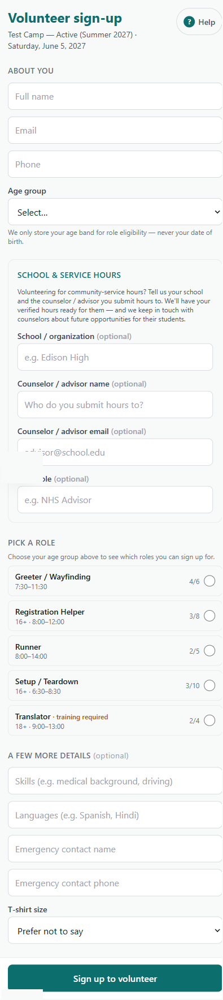 Volunteer sign-up
? Help
Test Camp — Active (Summer 2027) ·
Saturday, June 5, 2027
ABOUT YOU
Full name
Email
Phone
Age group
Select...
We only store your age band for role eligibility — never your date of
birth.
SCHOOL & SERVICE HOURS
Volunteering for community-service hours? Tell us your school
and the counselor / advisor you submit hours to. We'll have your
verified hours ready for them — and we keep in touch with
counselors about future opportunities for their students.
School / organization (optional)
e.g. Edison High
Counselor / advisor name (optional)
Who do you submit hours to?
Counselor / advisor email (optional)
advisor@school.edu
(optional)
e.g. NHS Advisor
PICK A ROLE
Choose your age group above to see which roles you can sign up for.
Greeter / Wayfinding
7:30–11:30
4/6
Registration Helper
16+ · 8:00–12:00
3/8
Runner
8:00–14:00
2/5
Setup / Teardown
16+ · 6:30–8:30
3/10
Translator · training required
18+ · 9:00–13:00
2/4
A FEW MORE DETAILS (optional)
Skills (e.g. medical background, driving)
Languages (e.g. Spanish, Hindi)
Emergency contact name
Emergency contact phone
T-shirt size
Prefer not to say
Sign up to volunteer